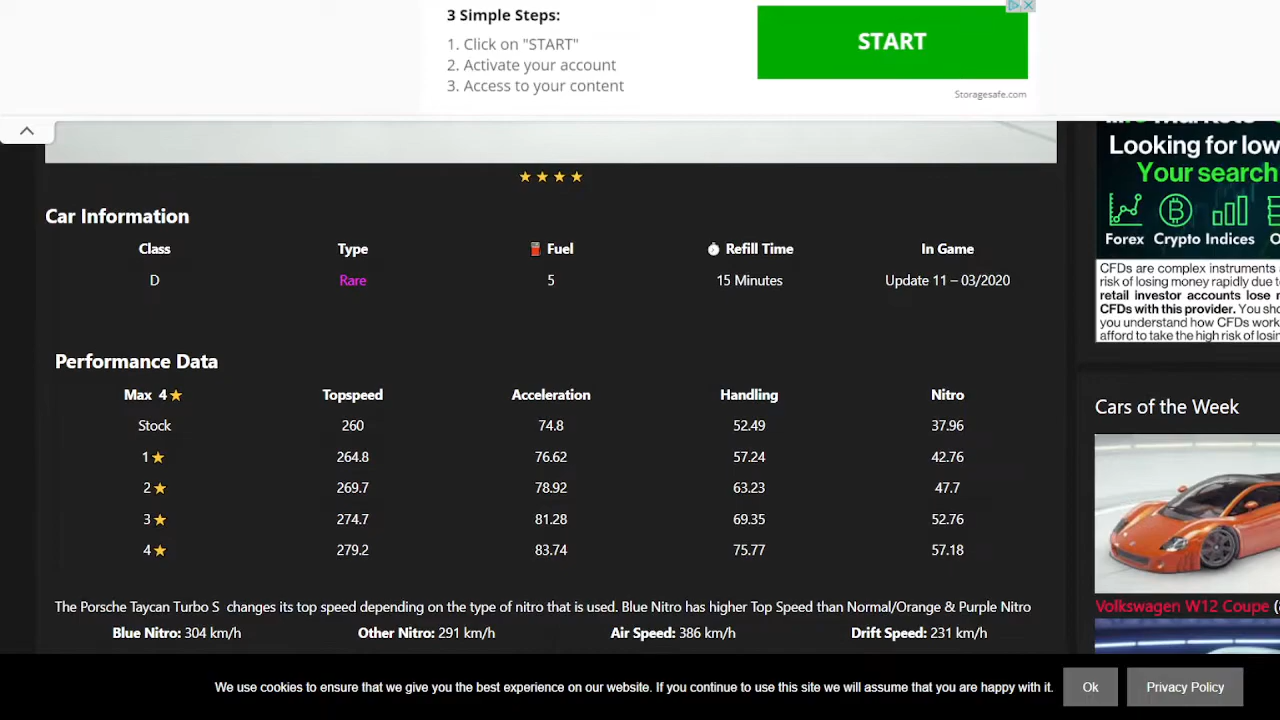 3 Simple Steps:
1. Click on "START"
2. Activate your account
3. Access to your content
START
Storagesafe.com
Looking for low
Your search
Forex Crypto Indices
CFDs are complex instruments
risk of losing money rapidly due to
retail investor accounts lose
CFDs with this provider. You sho
you understand how CFDs work
afford to take the high risk of losin
Car Information
Class Type Fuel Refill Time In Game
D Rare 5 15 Minutes Update 11 – 03/2020
Performance Data
Max 4★ Topspeed Acceleration Handling Nitro
Stock 260 74.8 52.49 37.96
1★ 264.8 76.62 57.24 42.76
2★ 269.7 78.92 63.23 47.7
3★ 274.7 81.28 69.35 52.76
4★ 279.2 83.74 75.77 57.18
The Porsche Taycan Turbo S changes its top speed depending on the type of nitro that is used. Blue Nitro has higher Top Speed than Normal/Orange & Purple Nitro
Blue Nitro: 304 km/h Other Nitro: 291 km/h Air Speed: 386 km/h Drift Speed: 231 km/h
Cars of the Week
Volkswagen W12 Coupe (
We use cookies to ensure that we give you the best experience on our website. If you continue to use this site we will assume that you are happy with it.
Ok
Privacy Policy